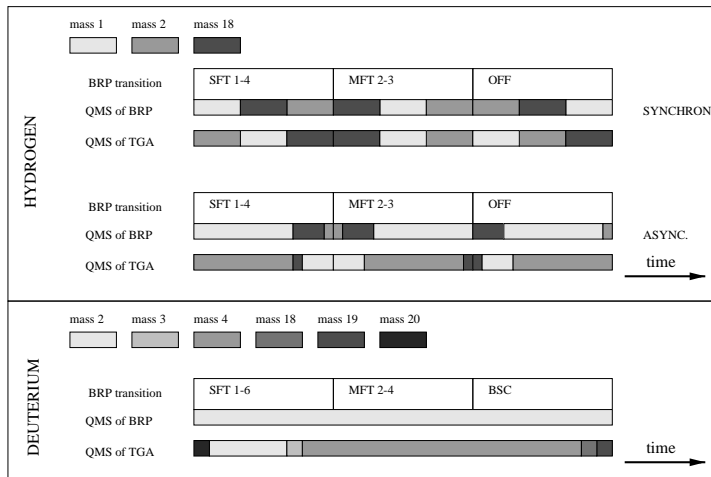 HYDROGEN
mass 1 mass 2 mass 18
BRP transition SFT 1-4 MFT 2-3 OFF
QMS of BRP SYNCHRON
QMS of TGA
BRP transition SFT 1-4 MFT 2-3 OFF
QMS of BRP ASYNC.
QMS of TGA time
DEUTERIUM
mass 2 mass 3 mass 4 mass 18 mass 19 mass 20
BRP transition SFT 1-6 MFT 2-4 BSC
QMS of BRP
QMS of TGA time